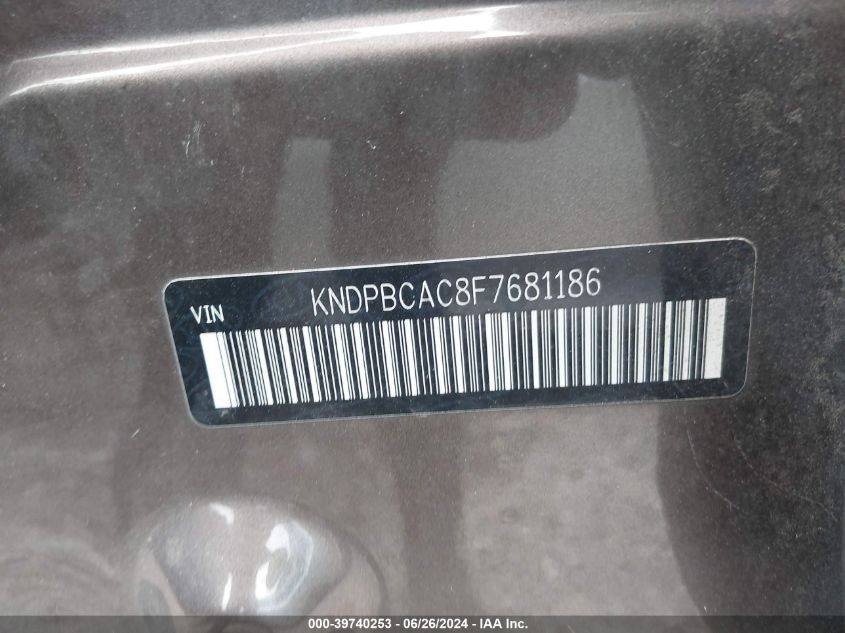 VIN KNDPBCAC8F7681186
000-39740253 - 06/26/2024 - IAA Inc.